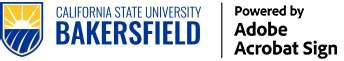 CALIFORNIA STATE UNIVERSITY
BAKERSFIELD
Powered by
Adobe
Acrobat Sign